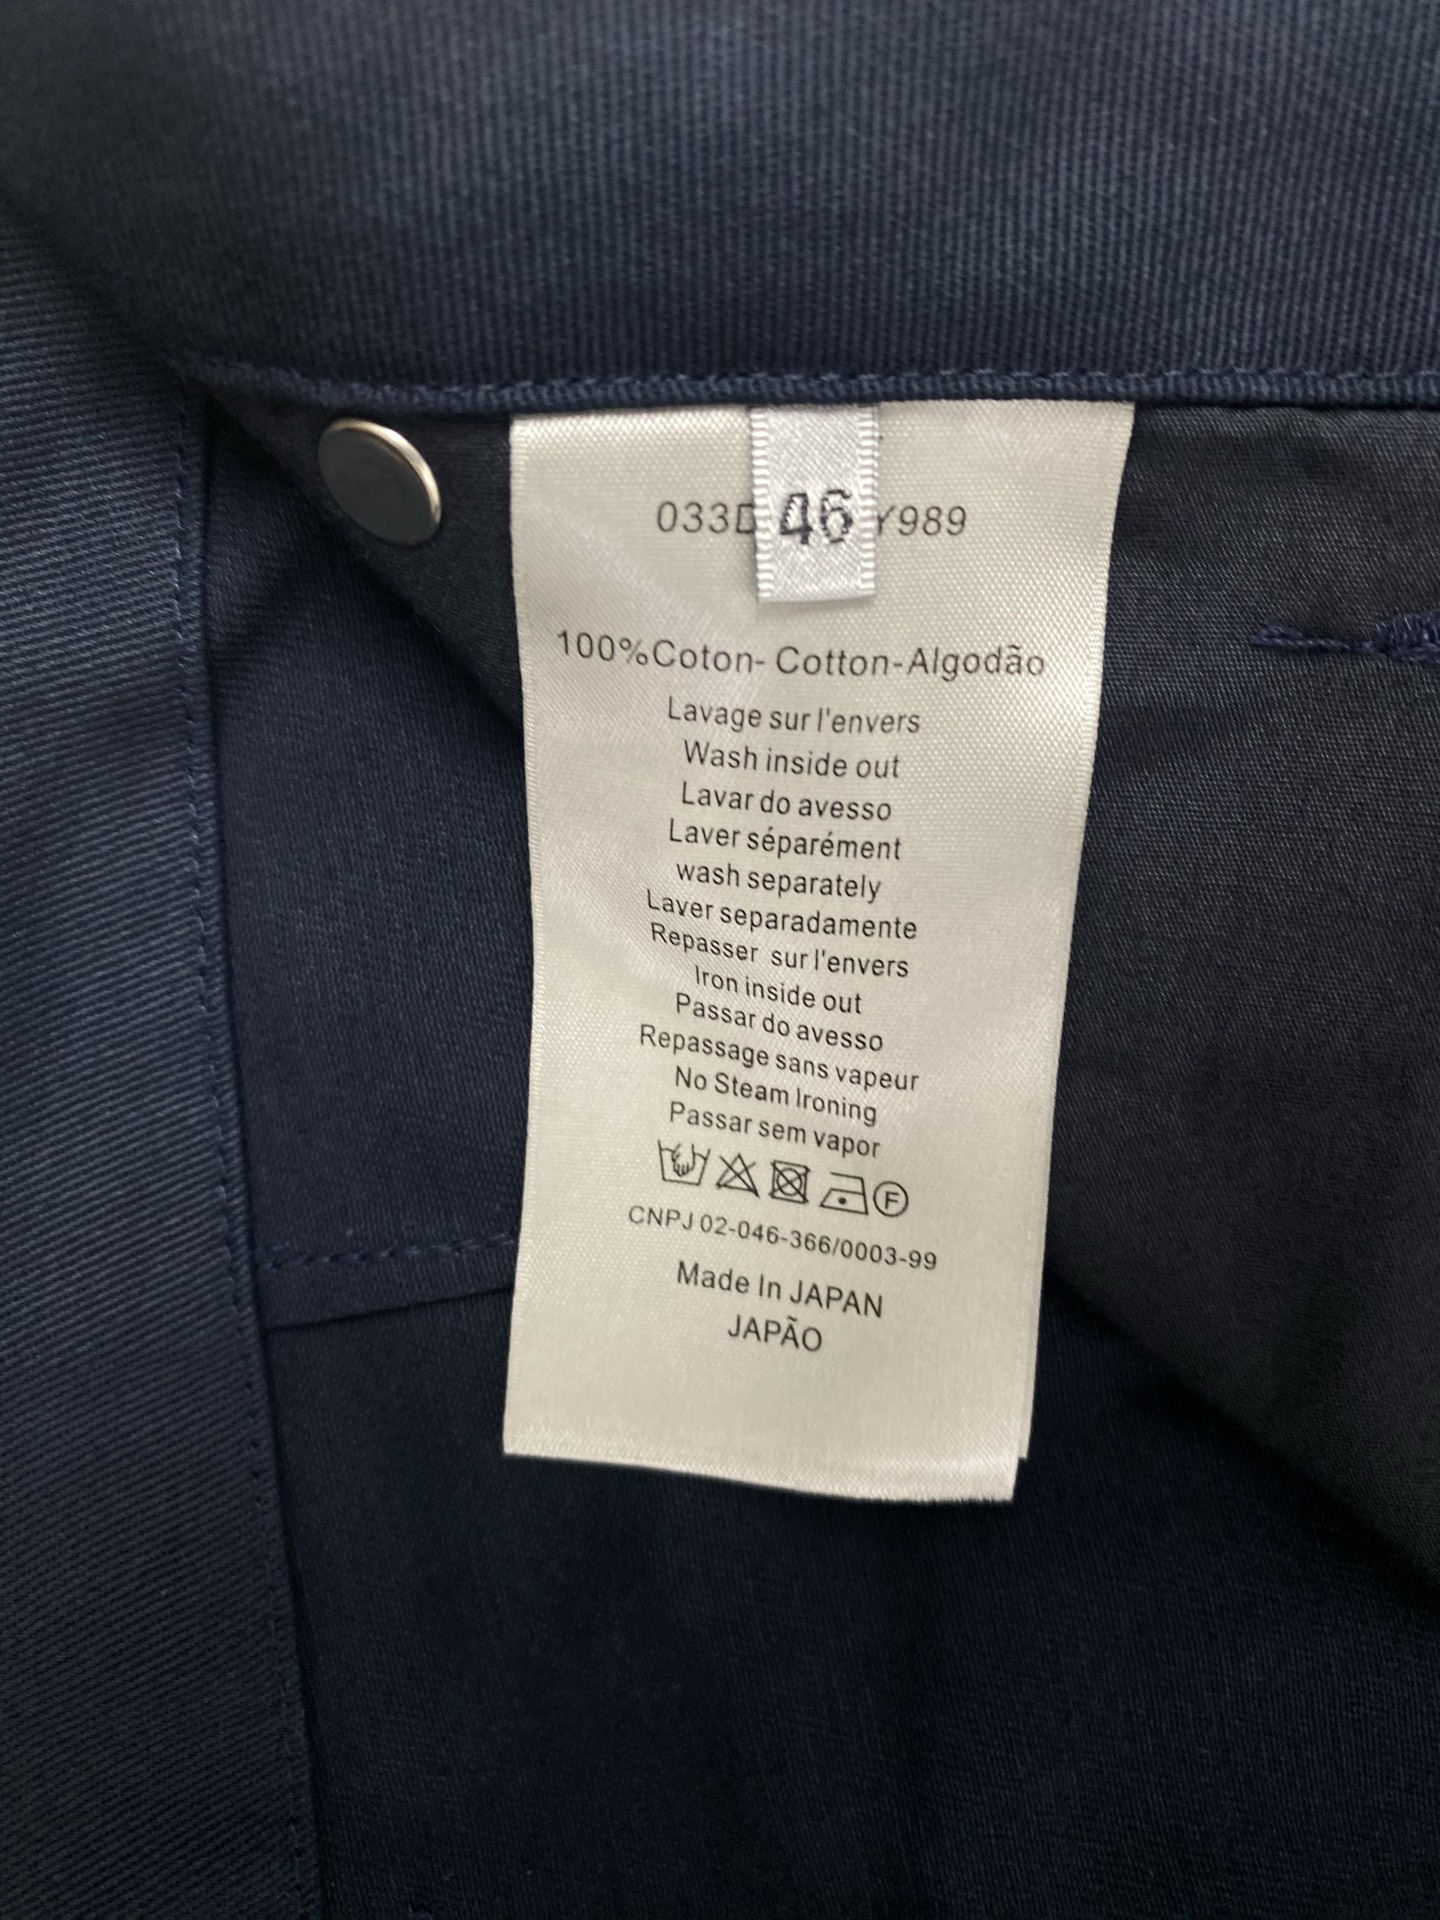 033D 46 Y989
100%Coton- Cotton-Algodão
Lavage sur l'envers
Wash inside out
Lavar do avesso
Laver séparément
wash separately
Laver separadamente
Repasser sur l'envers
Iron inside out
Passar do avesso
Repassage sans vapeur
No Steam Ironing
Passar sem vapor
F
CNPJ 02-046-366/0003-99
Made In JAPAN
JAPÃO